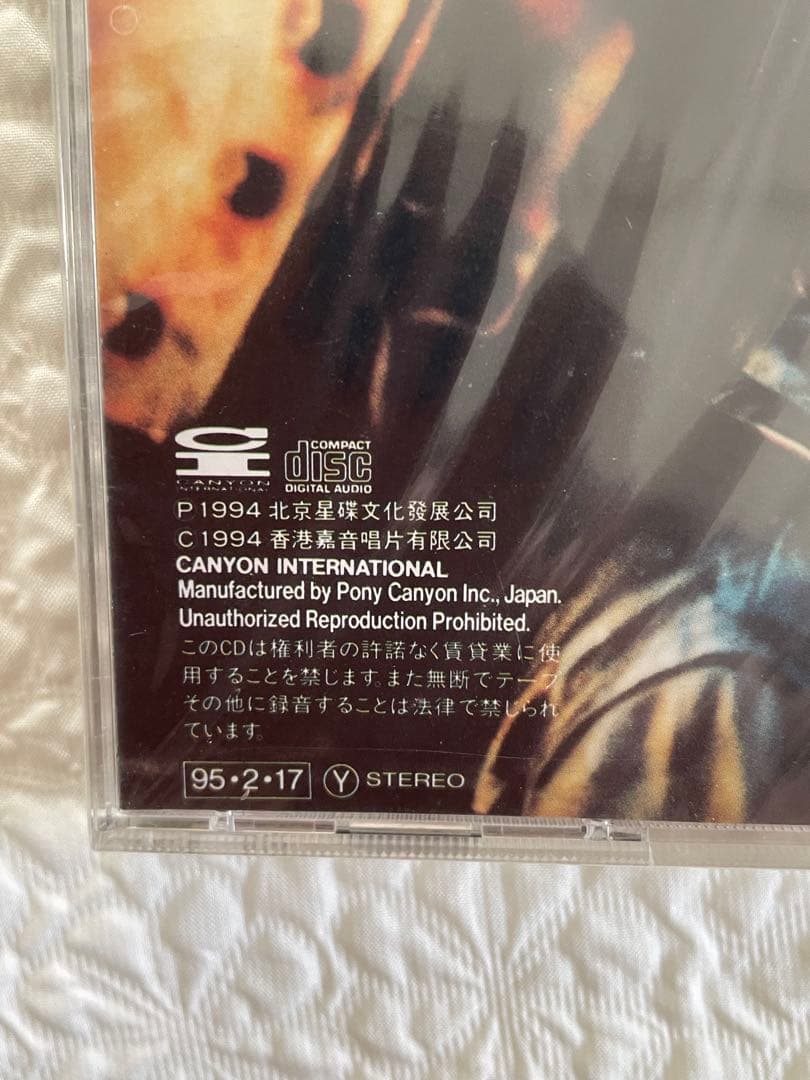 CANYON
INTERNATIONAL
COMPACT
disc
DIGITAL AUDIO
P 1994 北京星碟文化發展公司
C 1994 香港嘉音唱片有限公司
CANYON INTERNATIONAL
Manufactured by Pony Canyon Inc., Japan.
Unauthorized Reproduction Prohibited.
このCDは権利者の許諾なく賃貸業に使
用することを禁じます。また無断でテープ
その他に録音することは法律で禁じられ
ています。
95・2・17 Y STEREO